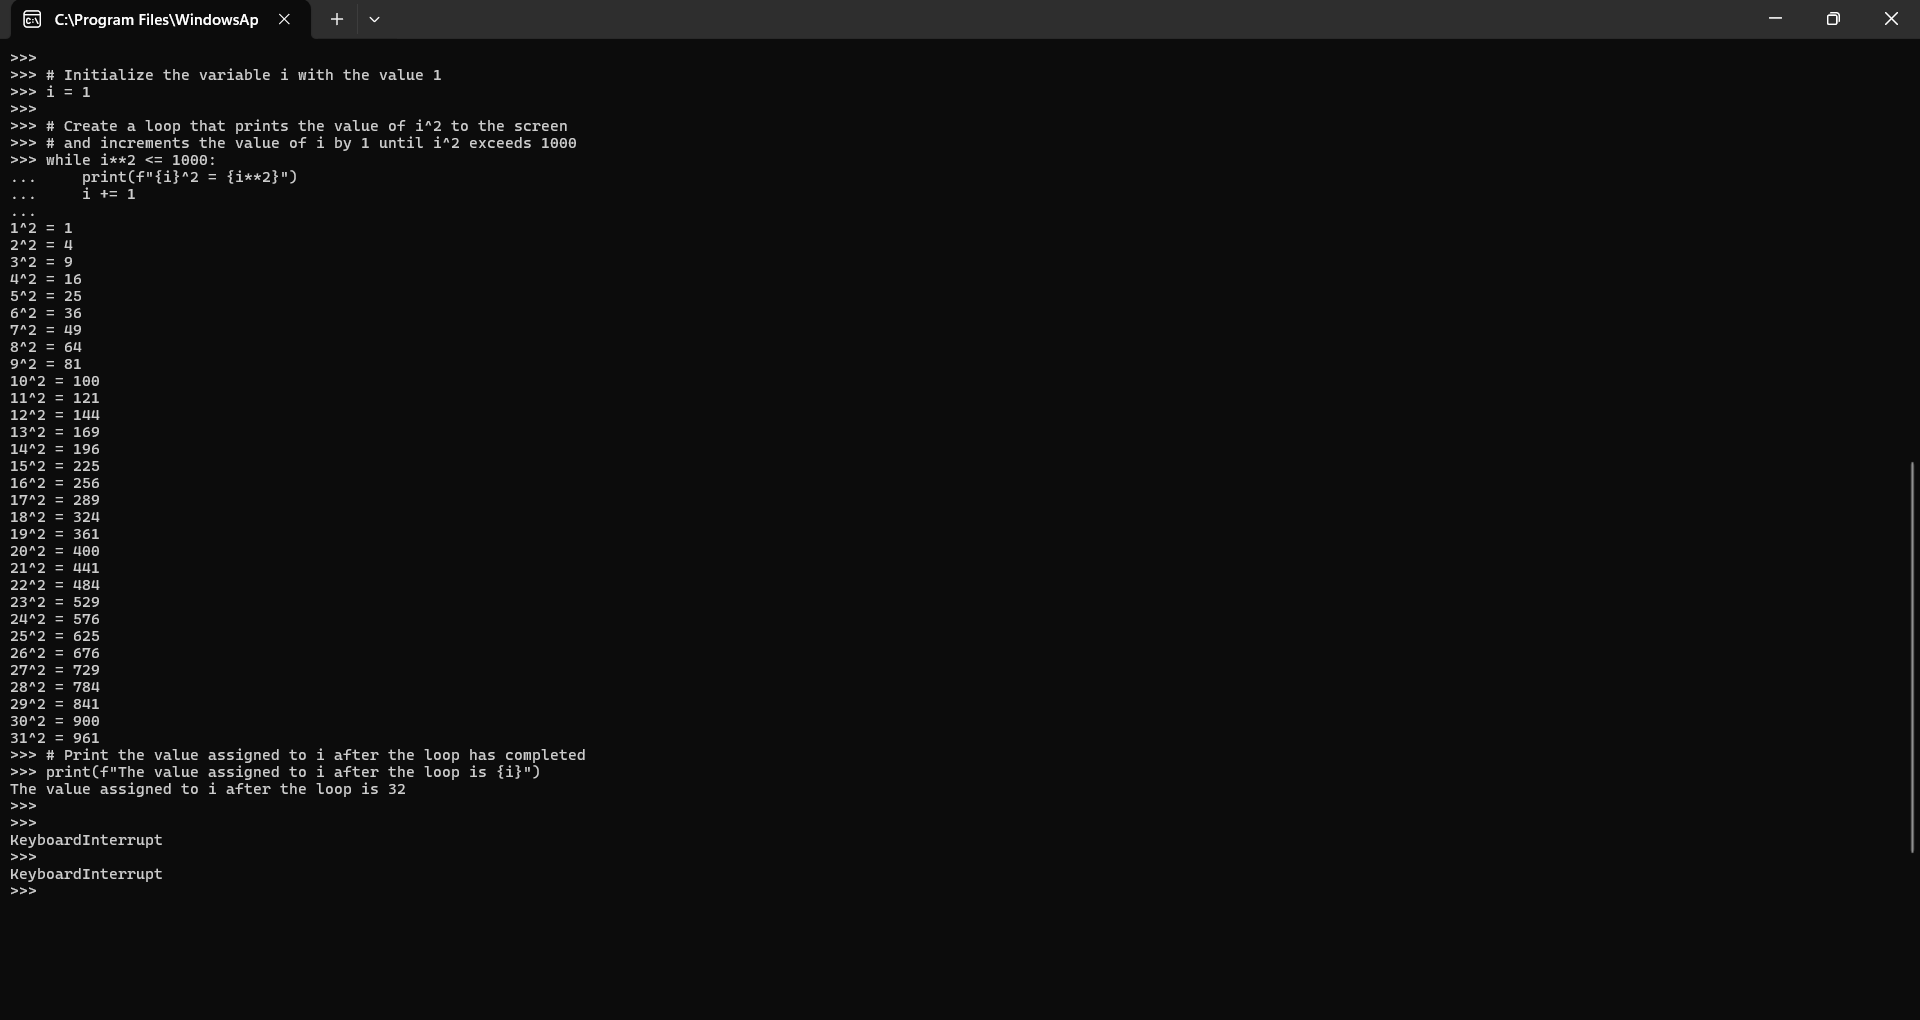 C:\Program Files\WindowsAp
>>>
>>> # Initialize the variable i with the value 1
>>> i = 1
>>>
>>> # Create a loop that prints the value of i^2 to the screen
>>> # and increments the value of i by 1 until i^2 exceeds 1000
>>> while i**2 <= 1000:
...     print(f"{i}^2 = {i**2}")
...     i += 1
...
1^2 = 1
2^2 = 4
3^2 = 9
4^2 = 16
5^2 = 25
6^2 = 36
7^2 = 49
8^2 = 64
9^2 = 81
10^2 = 100
11^2 = 121
12^2 = 144
13^2 = 169
14^2 = 196
15^2 = 225
16^2 = 256
17^2 = 289
18^2 = 324
19^2 = 361
20^2 = 400
21^2 = 441
22^2 = 484
23^2 = 529
24^2 = 576
25^2 = 625
26^2 = 676
27^2 = 729
28^2 = 784
29^2 = 841
30^2 = 900
31^2 = 961
>>> # Print the value assigned to i after the loop has completed
>>> print(f"The value assigned to i after the loop is {i}")
The value assigned to i after the loop is 32
>>>
>>>
KeyboardInterrupt
>>>
KeyboardInterrupt
>>>